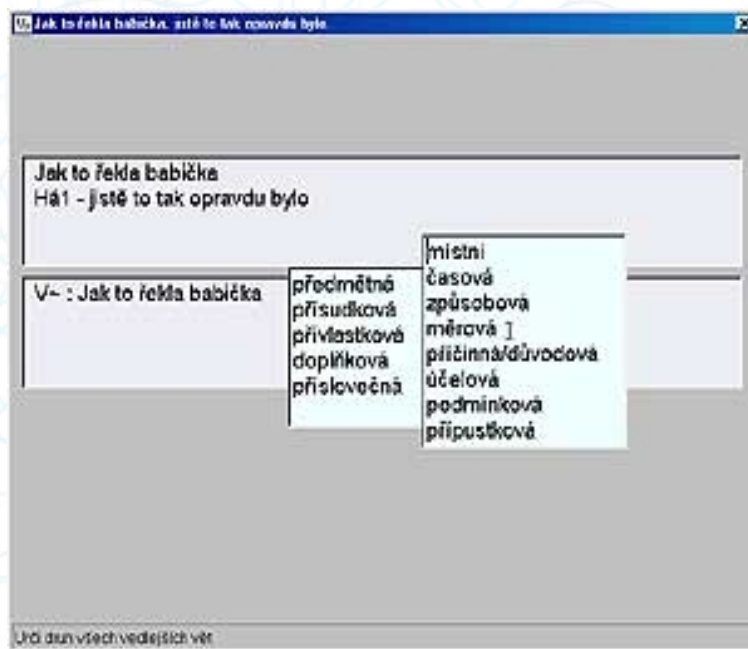 Jak to řekla babička, jistě to tak opravdu bylo.
Jak to řekla babička
Há1 - jistě to tak opravdu bylo
V~ : Jak to řekla babička
předmětná
přísudková
přívlastková
doplňková
příslovečná
místní
časová
způsobová
měrová
příčinná/důvodová
účelová
podmínková
přípustková
Urči druh všech vedlejších vět